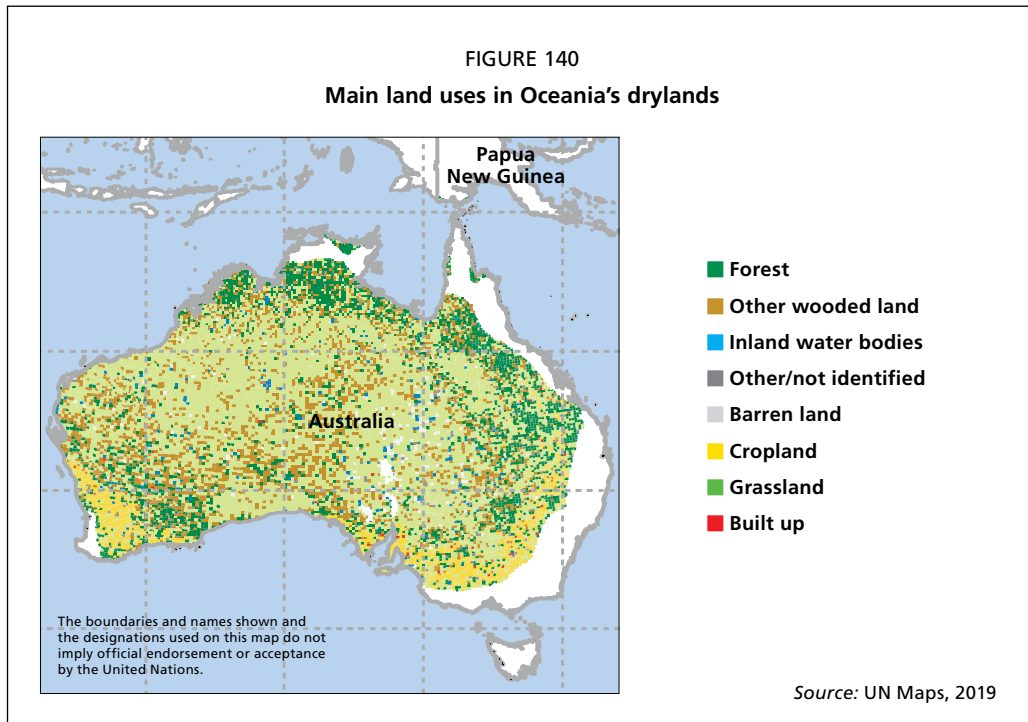 FIGURE 140
Main land uses in Oceania's drylands
Papua
New Guinea
Australia
The boundaries and names shown and
the designations used on this map do not
imply official endorsement or acceptance
by the United Nations.
Forest
Other wooded land
Inland water bodies
Other/not identified
Barren land
Cropland
Grassland
Built up
Source: UN Maps, 2019